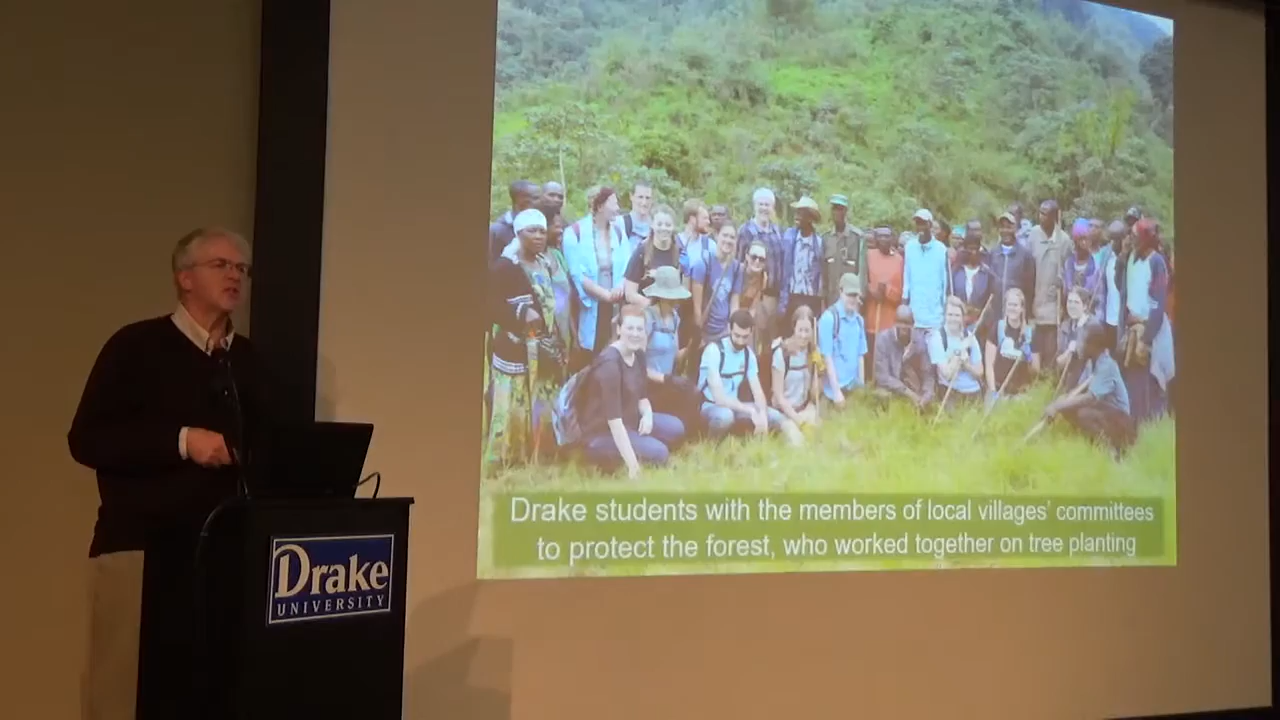 Drake students with the members of local villages' committees
to protect the forest, who worked together on tree planting
Drake
UNIVERSITY